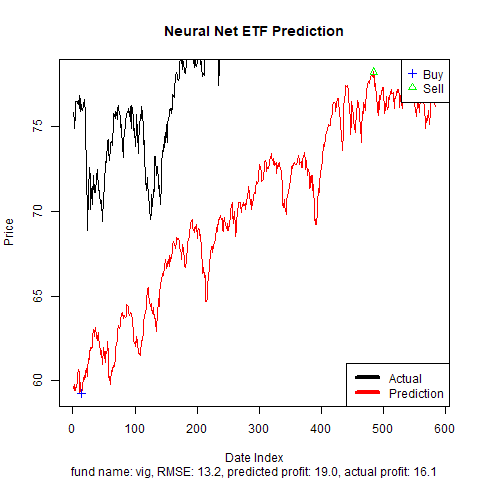 Neural Net ETF Prediction
Buy
Sell
Price
75
70
65
60
Actual
Prediction
0 100 200 300 400 500 600
Date Index
fund name: vig, RMSE: 13.2, predicted profit: 19.0, actual profit: 16.1